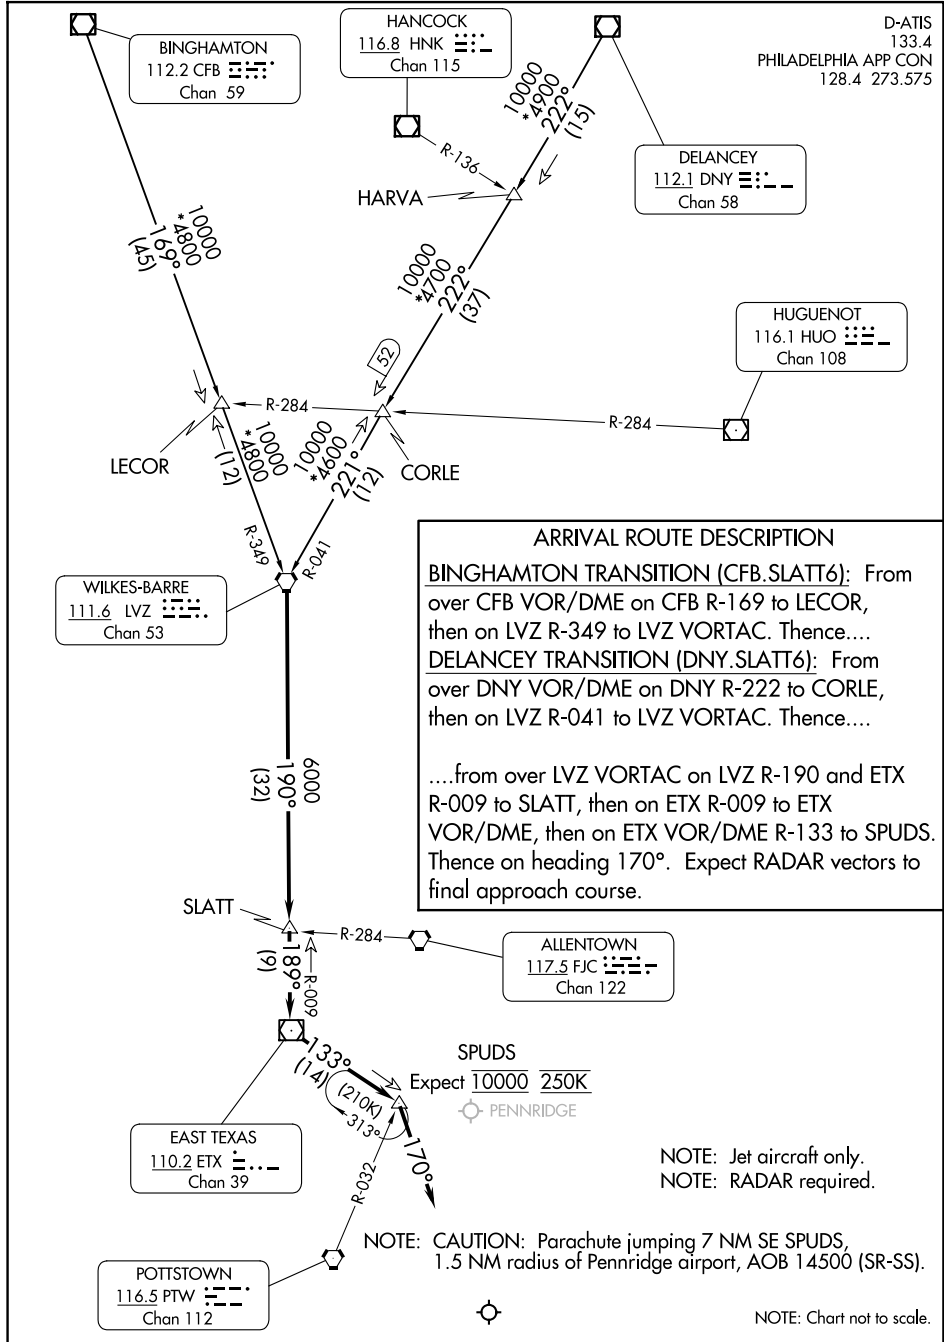 D-ATIS
133.4
PHILADELPHIA APP CON
128.4 273.575
BINGHAMTON
112.2 CFB
Chan 59
HANCOCK
116.8 HNK
Chan 115
DELANCEY
112.1 DNY
Chan 58
10000
*4900
222°
(15)
R-136
HARVA
10000
*4800
169°
(45)
10000
*4700
222°
(37)
HUGUENOT
116.1 HUO
Chan 108
52
R-284
R-284
LECOR
CORLE
10000
*4800
(12)
10000
*4600
221°
(12)
R-349
R-041
WILKES-BARRE
111.6 LVZ
Chan 53
ARRIVAL ROUTE DESCRIPTION
BINGHAMTON TRANSITION (CFB.SLATT6): From
over CFB VOR/DME on CFB R-169 to LECOR,
then on LVZ R-349 to LVZ VORTAC. Thence....
DELANCEY TRANSITION (DNY.SLATT6): From
over DNY VOR/DME on DNY R-222 to CORLE,
then on LVZ R-041 to LVZ VORTAC. Thence....
....from over LVZ VORTAC on LVZ R-190 and ETX
R-009 to SLATT, then on ETX R-009 to ETX
VOR/DME, then on ETX VOR/DME R-133 to SPUDS.
Thence on heading 170°. Expect RADAR vectors to
final approach course.
6000
190°
(32)
SLATT
R-284
ALLENTOWN
117.5 FJC
Chan 122
189°
(9)
R-009
133°
(14)
SPUDS
Expect 10000 250K
PENNRIDGE
(210K)
313°
170°
EAST TEXAS
110.2 ETX
Chan 39
R-032
NOTE: Jet aircraft only.
NOTE: RADAR required.
NOTE: CAUTION: Parachute jumping 7 NM SE SPUDS,
1.5 NM radius of Pennridge airport, AOB 14500 (SR-SS).
POTTSTOWN
116.5 PTW
Chan 112
NOTE: Chart not to scale.